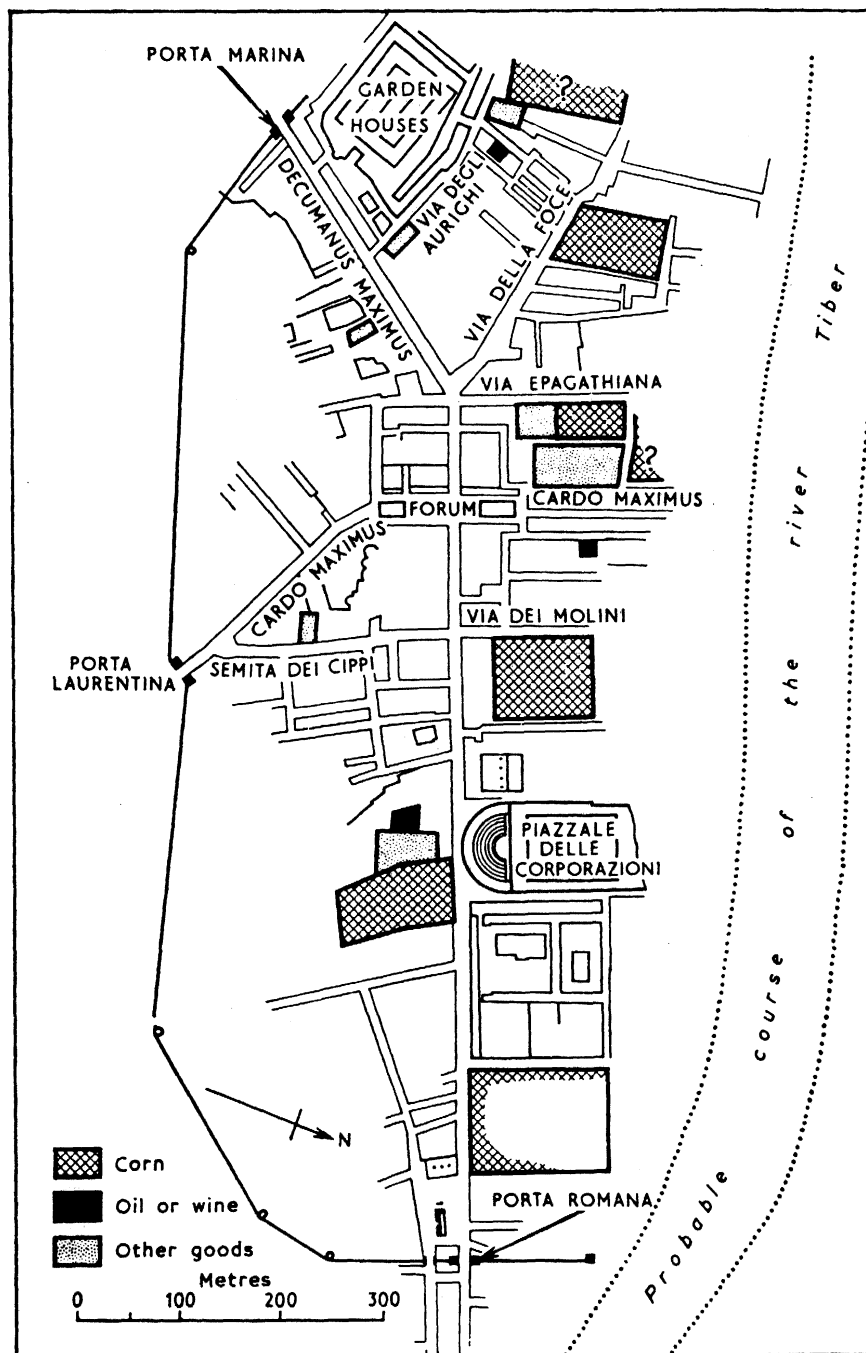 PORTA MARINA
GARDEN
HOUSES
?
DECUMANUS MAXIMUS
VIA DEGLI
AURIGHI
VIA DELLA FOCE
VIA EPAGATHIANA
?
FORUM
CARDO MAXIMUS
CARDO MAXIMUS
VIA DEI MOLINI
PORTA
LAURENTINA
SEMITA DEI CIPPI
PIAZZALE
DELLE
CORPORAZIONI
Probable course of the river Tiber
N
Corn
Oil or wine
Other goods
PORTA ROMANA
Metres
0 100 200 300